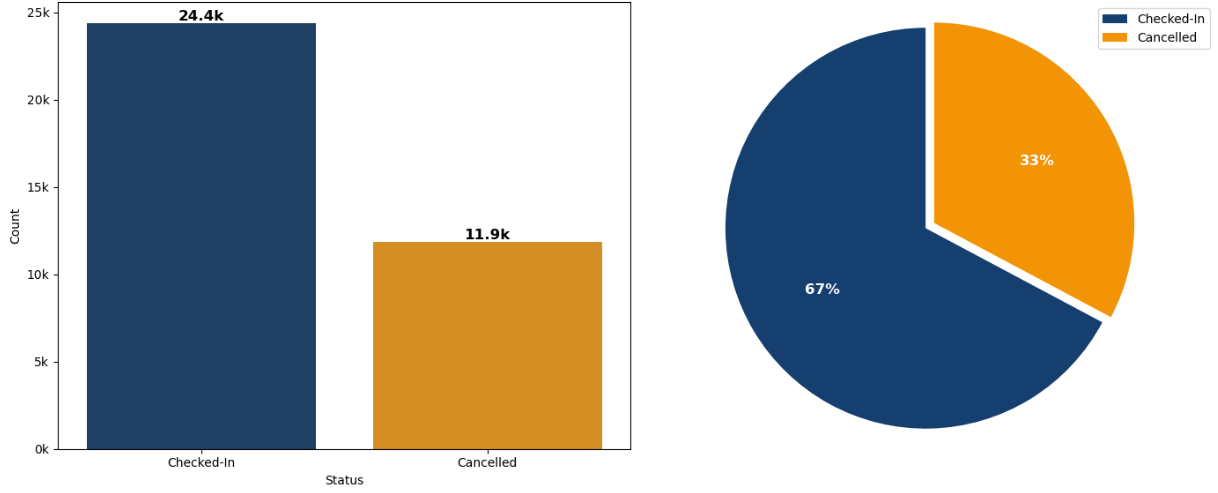 24.4k
25k
20k
15k
11.9k
10k
5k
0k
Count
Checked-In
Cancelled
Status
Checked-In
Cancelled
33%
67%